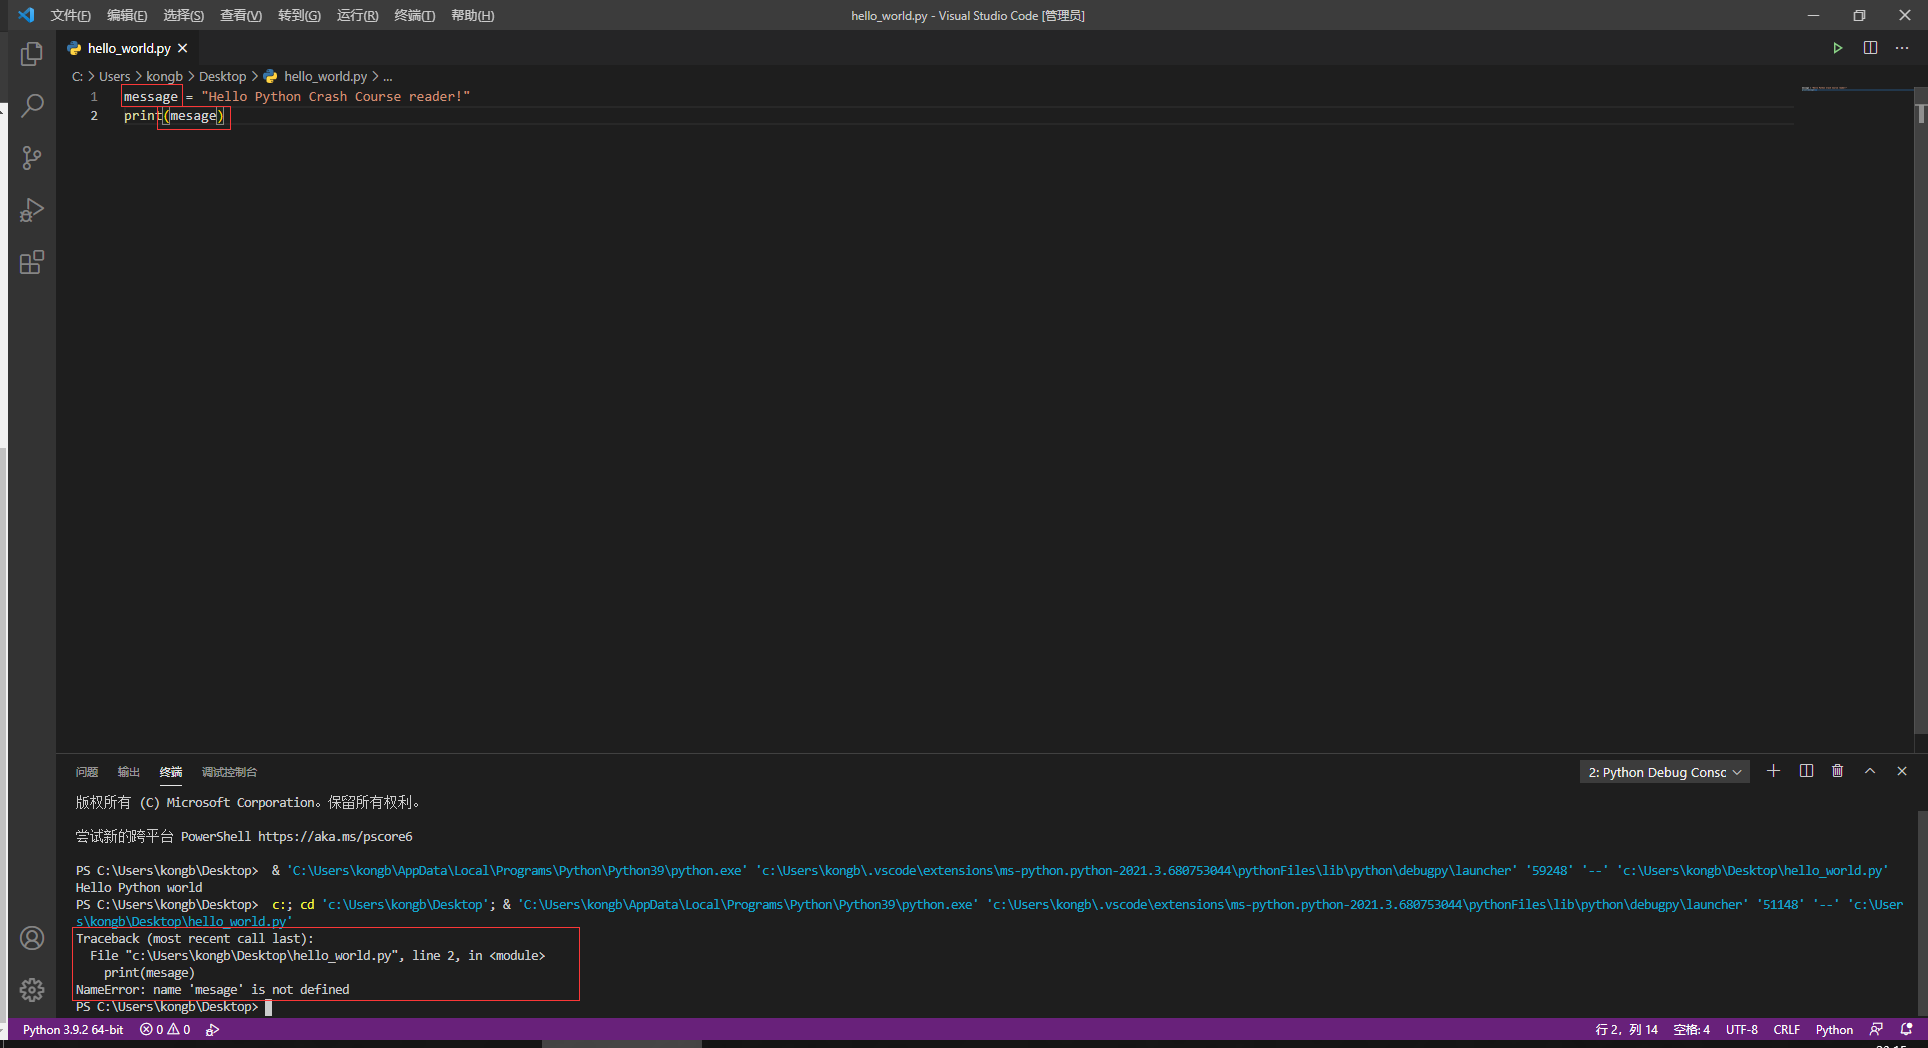 文件(F) 编辑(E) 选择(S) 查看(V) 转到(G) 运行(R) 终端(T) 帮助(H) hello_world.py - Visual Studio Code [管理员]
hello_world.py
C: > Users > kongb > Desktop > hello_world.py > ...
1 message = "Hello Python Crash Course reader!"
2 print(mesage)
问题 输出 终端 调试控制台 2: Python Debug Consc
版权所有 (C) Microsoft Corporation。保留所有权利。
尝试新的跨平台 PowerShell https://aka.ms/pscore6
PS C:\Users\kongb\Desktop>  & 'C:\Users\kongb\AppData\Local\Programs\Python\Python39\python.exe' 'c:\Users\kongb\.vscode\extensions\ms-python.python-2021.3.680753044\pythonFiles\lib\python\debugpy\launcher' '59248' '--' 'c:\Users\kongb\Desktop\hello_world.py'
Hello Python world
PS C:\Users\kongb\Desktop>  c:; cd 'c:\Users\kongb\Desktop'; & 'C:\Users\kongb\AppData\Local\Programs\Python\Python39\python.exe' 'c:\Users\kongb\.vscode\extensions\ms-python.python-2021.3.680753044\pythonFiles\lib\python\debugpy\launcher' '51148' '--' 'c:\User
s\kongb\Desktop\hello_world.py'
Traceback (most recent call last):
  File "c:\Users\kongb\Desktop\hello_world.py", line 2, in <module>
    print(mesage)
NameError: name 'mesage' is not defined
PS C:\Users\kongb\Desktop>
Python 3.9.2 64-bit 0 0 行 2，列 14 空格: 4 UTF-8 CRLF Python